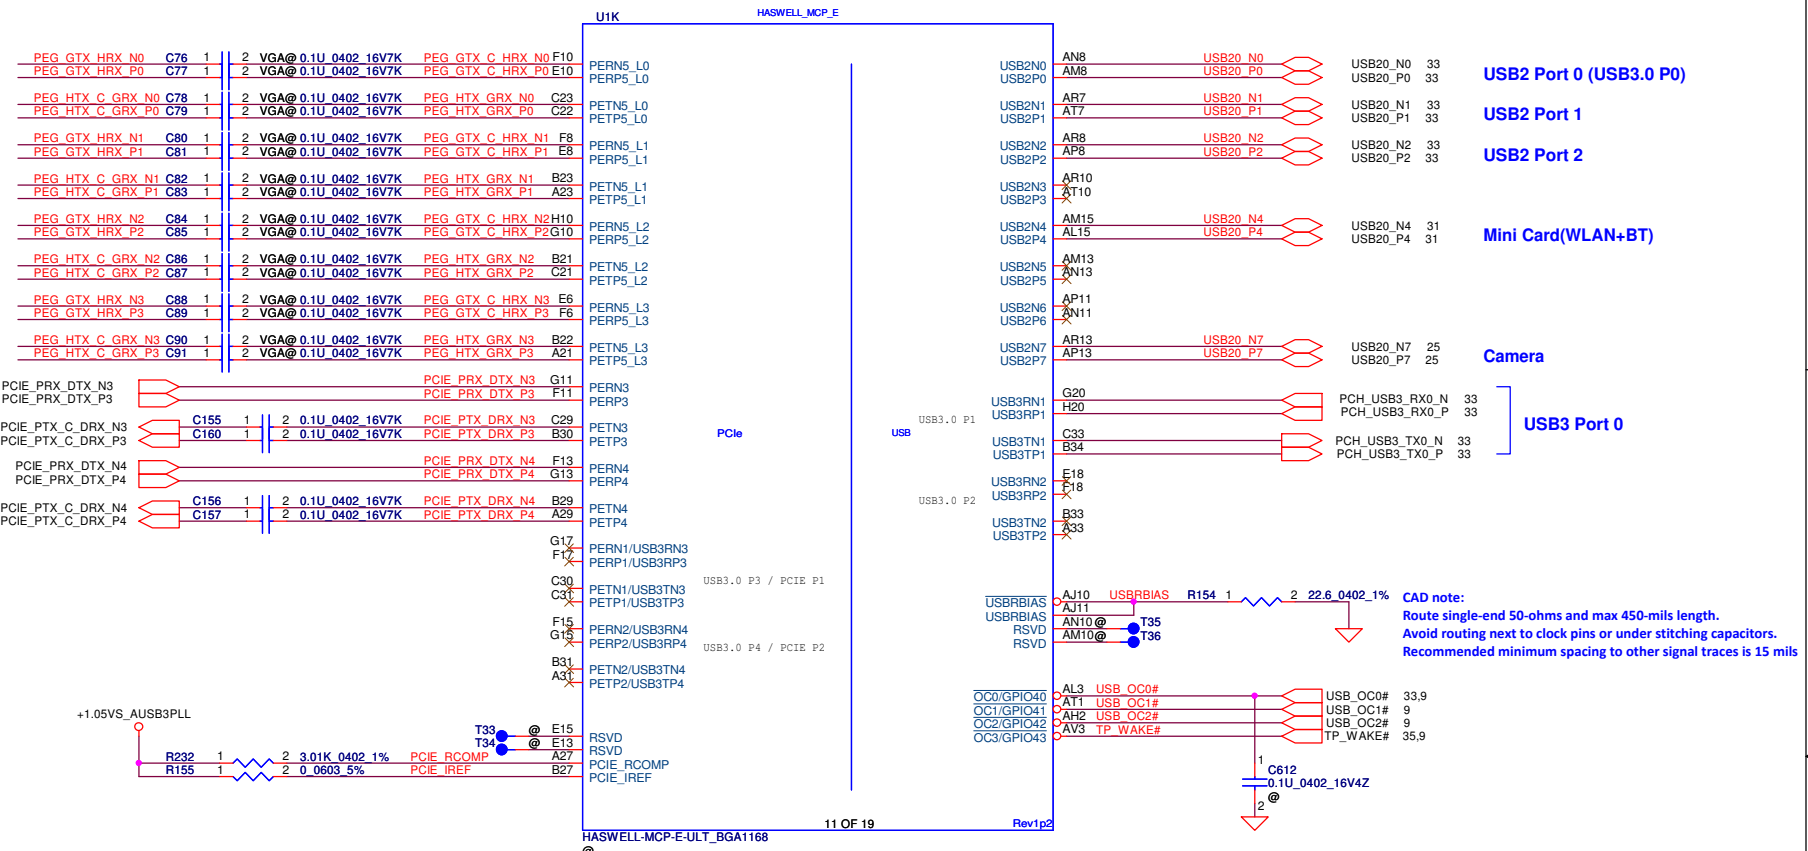 U1K
HASWELL_MCP_E
PEG_GTX_HRX_N0 C76 1 2 VGA@ 0.1U_0402_16V7K PEG_GTX_C_HRX_N0 F10 PERN5_L0
PEG_GTX_HRX_P0 C77 1 2 VGA@ 0.1U_0402_16V7K PEG_GTX_C_HRX_P0 E10 PERP5_L0
PEG_HTX_C_GRX_N0 C78 1 2 VGA@ 0.1U_0402_16V7K PEG_HTX_GRX_N0 C23 PETN5_L0
PEG_HTX_C_GRX_P0 C79 1 2 VGA@ 0.1U_0402_16V7K PEG_HTX_GRX_P0 C22 PETP5_L0
PEG_GTX_HRX_N1 C80 1 2 VGA@ 0.1U_0402_16V7K PEG_GTX_C_HRX_N1 F8 PERN5_L1
PEG_GTX_HRX_P1 C81 1 2 VGA@ 0.1U_0402_16V7K PEG_GTX_C_HRX_P1 E8 PERP5_L1
PEG_HTX_C_GRX_N1 C82 1 2 VGA@ 0.1U_0402_16V7K PEG_HTX_GRX_N1 B23 PETN5_L1
PEG_HTX_C_GRX_P1 C83 1 2 VGA@ 0.1U_0402_16V7K PEG_HTX_GRX_P1 A23 PETP5_L1
PEG_GTX_HRX_N2 C84 1 2 VGA@ 0.1U_0402_16V7K PEG_GTX_C_HRX_N2 H10 PERN5_L2
PEG_GTX_HRX_P2 C85 1 2 VGA@ 0.1U_0402_16V7K PEG_GTX_C_HRX_P2 G10 PERP5_L2
PEG_HTX_C_GRX_N2 C86 1 2 VGA@ 0.1U_0402_16V7K PEG_HTX_GRX_N2 B21 PETN5_L2
PEG_HTX_C_GRX_P2 C87 1 2 VGA@ 0.1U_0402_16V7K PEG_HTX_GRX_P2 C21 PETP5_L2
PEG_GTX_HRX_N3 C88 1 2 VGA@ 0.1U_0402_16V7K PEG_GTX_C_HRX_N3 E6 PERN5_L3
PEG_GTX_HRX_P3 C89 1 2 VGA@ 0.1U_0402_16V7K PEG_GTX_C_HRX_P3 F6 PERP5_L3
PEG_HTX_C_GRX_N3 C90 1 2 VGA@ 0.1U_0402_16V7K PEG_HTX_GRX_N3 B22 PETN5_L3
PEG_HTX_C_GRX_P3 C91 1 2 VGA@ 0.1U_0402_16V7K PEG_HTX_GRX_P3 A21 PETP5_L3
PCIE_PRX_DTX_N3 PCIE_PRX_DTX_N3 G11 PERN3
PCIE_PRX_DTX_P3 PCIE_PRX_DTX_P3 F11 PERP3
PCIE_PTX_C_DRX_N3 C155 1 2 0.1U_0402_16V7K PCIE_PTX_DRX_N3 C29 PETN3
PCIE_PTX_C_DRX_P3 C160 1 2 0.1U_0402_16V7K PCIE_PTX_DRX_P3 B30 PETP3
PCIE_PRX_DTX_N4 PCIE_PRX_DTX_N4 F13 PERN4
PCIE_PRX_DTX_P4 PCIE_PRX_DTX_P4 G13 PERP4
PCIE_PTX_C_DRX_N4 C156 1 2 0.1U_0402_16V7K PCIE_PTX_DRX_N4 B29 PETN4
PCIE_PTX_C_DRX_P4 C157 1 2 0.1U_0402_16V7K PCIE_PTX_DRX_P4 A29 PETP4
G17 PERN1/USB3RN3
F17 PERP1/USB3RP3
USB3.0 P3 / PCIE P1
C30 PETN1/USB3TN3
C31 PETP1/USB3TP3
F15 PERN2/USB3RN4
G15 PERP2/USB3RP4
USB3.0 P4 / PCIE P2
B31 PETN2/USB3TN4
A31 PETP2/USB3TP4
+1.05VS_AUSB3PLL
T33 @ E15 RSVD
T34 @ E13 RSVD
R232 1 2 3.01K_0402_1% PCIE_RCOMP A27 PCIE_RCOMP
R155 1 2 0_0603_5% PCIE_IREF B27 PCIE_IREF
PCIe
USB
USB2N0 AN8 USB20_N0 USB20_N0 33
USB2P0 AM8 USB20_P0 USB20_P0 33
USB2 Port 0 (USB3.0 P0)
USB2N1 AR7 USB20_N1 USB20_N1 33
USB2P1 AT7 USB20_P1 USB20_P1 33
USB2 Port 1
USB2N2 AR8 USB20_N2 USB20_N2 33
USB2P2 AP8 USB20_P2 USB20_P2 33
USB2 Port 2
USB2N3 AR10
USB2P3 AT10
USB2N4 AM15 USB20_N4 USB20_N4 31
USB2P4 AL15 USB20_P4 USB20_P4 31
Mini Card(WLAN+BT)
USB2N5 AM13
USB2P5 AN13
USB2N6 AP11
USB2P6 AN11
USB2N7 AR13 USB20_N7 USB20_N7 25
USB2P7 AP13 USB20_P7 USB20_P7 25
Camera
USB3RN1 G20 PCH_USB3_RX0_N 33
USB3RP1 H20 PCH_USB3_RX0_P 33
USB3.0 P1
USB3 Port 0
USB3TN1 C33 PCH_USB3_TX0_N 33
USB3TP1 B34 PCH_USB3_TX0_P 33
USB3RN2 E18
USB3RP2 F18
USB3.0 P2
USB3TN2 B33
USB3TP2 A33
USBRBIAS AJ10 USBRBIAS R154 1 2 22.6_0402_1%
USBRBIAS AJ11
RSVD AN10 @ T35
RSVD AM10 @ T36
CAD note:
Route single-end 50-ohms and max 450-mils length.
Avoid routing next to clock pins or under stitching capacitors.
Recommended minimum spacing to other signal traces is 15 mils
OC0/GPIO40 AL3 USB_OC0# USB_OC0# 33,9
OC1/GPIO41 AT1 USB_OC1# USB_OC1# 9
OC2/GPIO42 AH2 USB_OC2# USB_OC2# 9
OC3/GPIO43 AV3 TP_WAKE# TP_WAKE# 35,9
1
C612
0.1U_0402_16V4Z
@
2
11 OF 19
Rev1p2
HASWELL-MCP-E-ULT_BGA1168
@